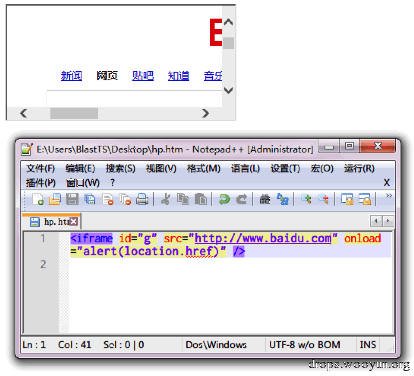 新闻 网页 贴吧 知道 音乐
E:\Users\BlastTS\Desktop\hp.htm - Notepad++ [Administrator]
文件(F) 编辑(E) 搜索(S) 视图(V) 格式(M) 语言(L) 设置(T) 宏(O) 运行(R)
插件(P) 窗口(W) ? X
hp.htm
1 <iframe id="g" src="http://www.baidu.com" onload
="alert(location.href)" />
2
Ln : 1 Col : 41 Sel : 0 | 0 Dos\Windows UTF-8 w/o BOM INS
drops.wooyun.org